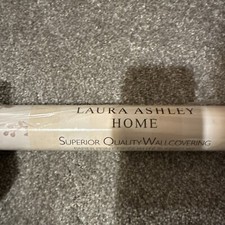 LAURA ASHLEY
HOME
SUPERIOR QUALITY WALLCOVERING